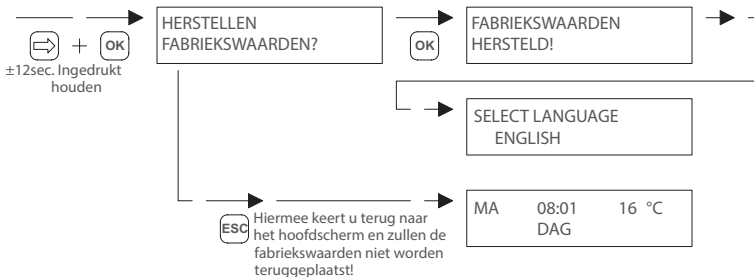 HERSTELLEN
FABRIEKSWAARDEN?
FABRIEKSWAARDEN
HERSTELD!
+ OK
OK
±12sec. Ingedrukt
houden
SELECT LANGUAGE
ENGLISH
MA 08:01 16 °C
DAG
ESC
Hiermee keert u terug naar
het hoofdscherm en zullen de
fabriekswaarden niet worden
teruggeplaatst!